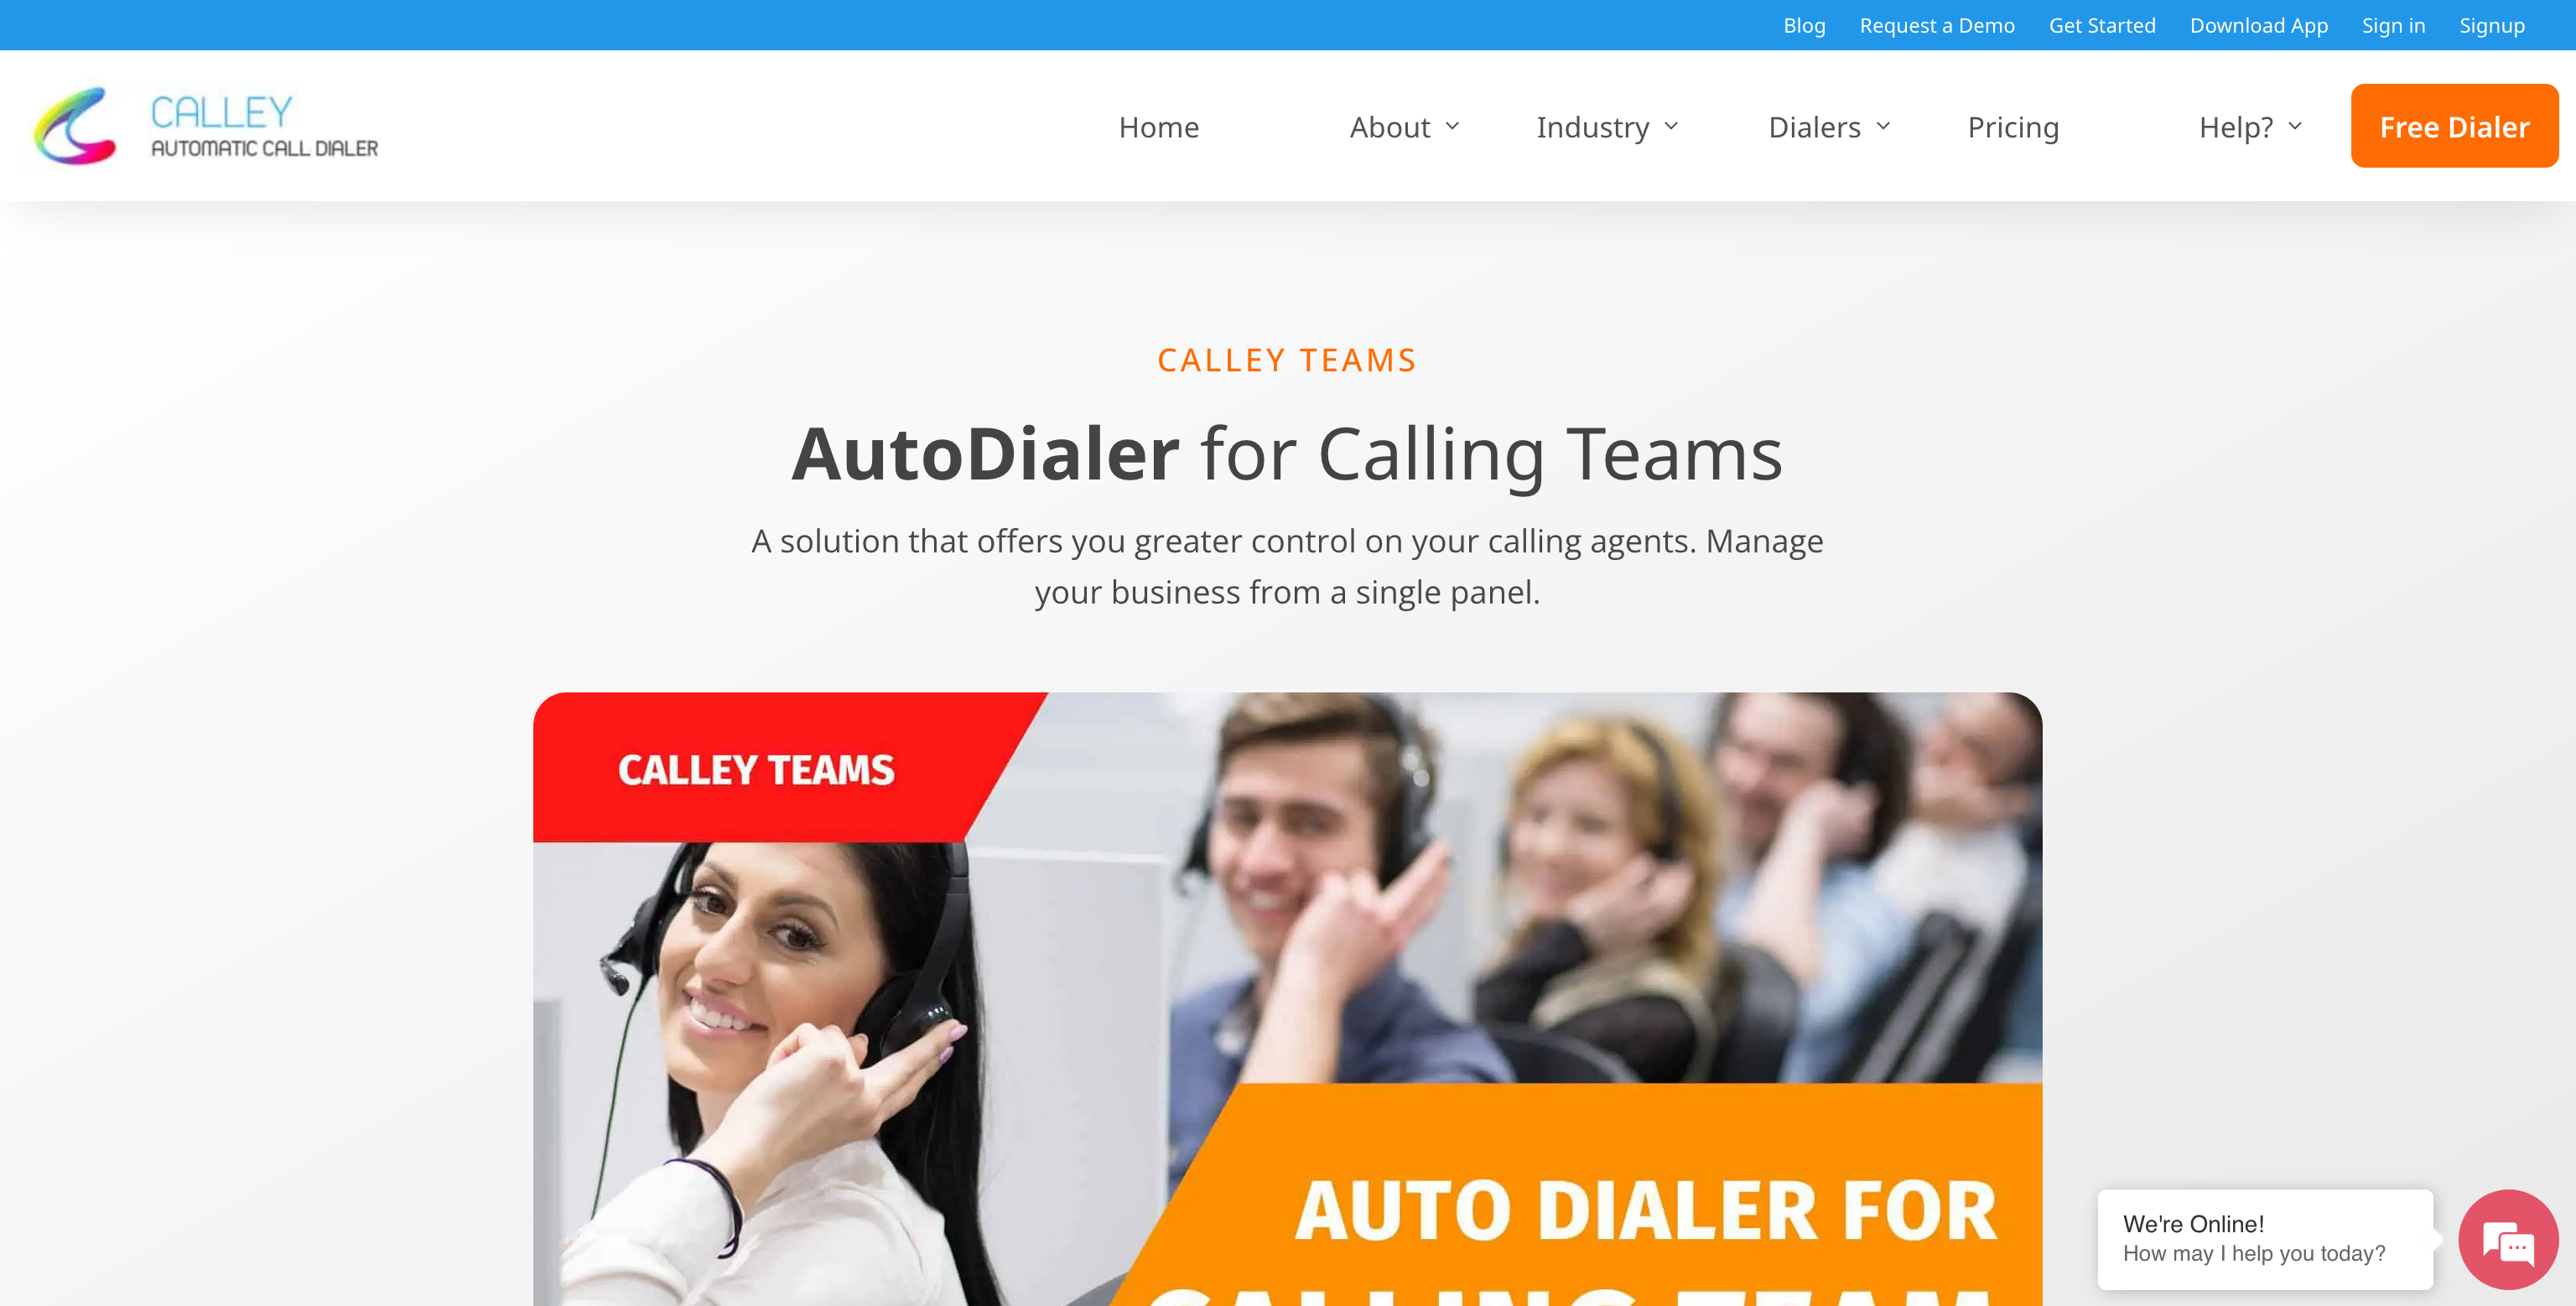 Blog Request a Demo Get Started Download App Sign in Signup
CALLEY
AUTOMATIC CALL DIALER
Home About Industry Dialers Pricing Help? Free Dialer
CALLEY TEAMS
AutoDialer for Calling Teams
A solution that offers you greater control on your calling agents. Manage
your business from a single panel.
CALLEY TEAMS
AUTO DIALER FOR
CALLING TEAM
We're Online!
How may I help you today?